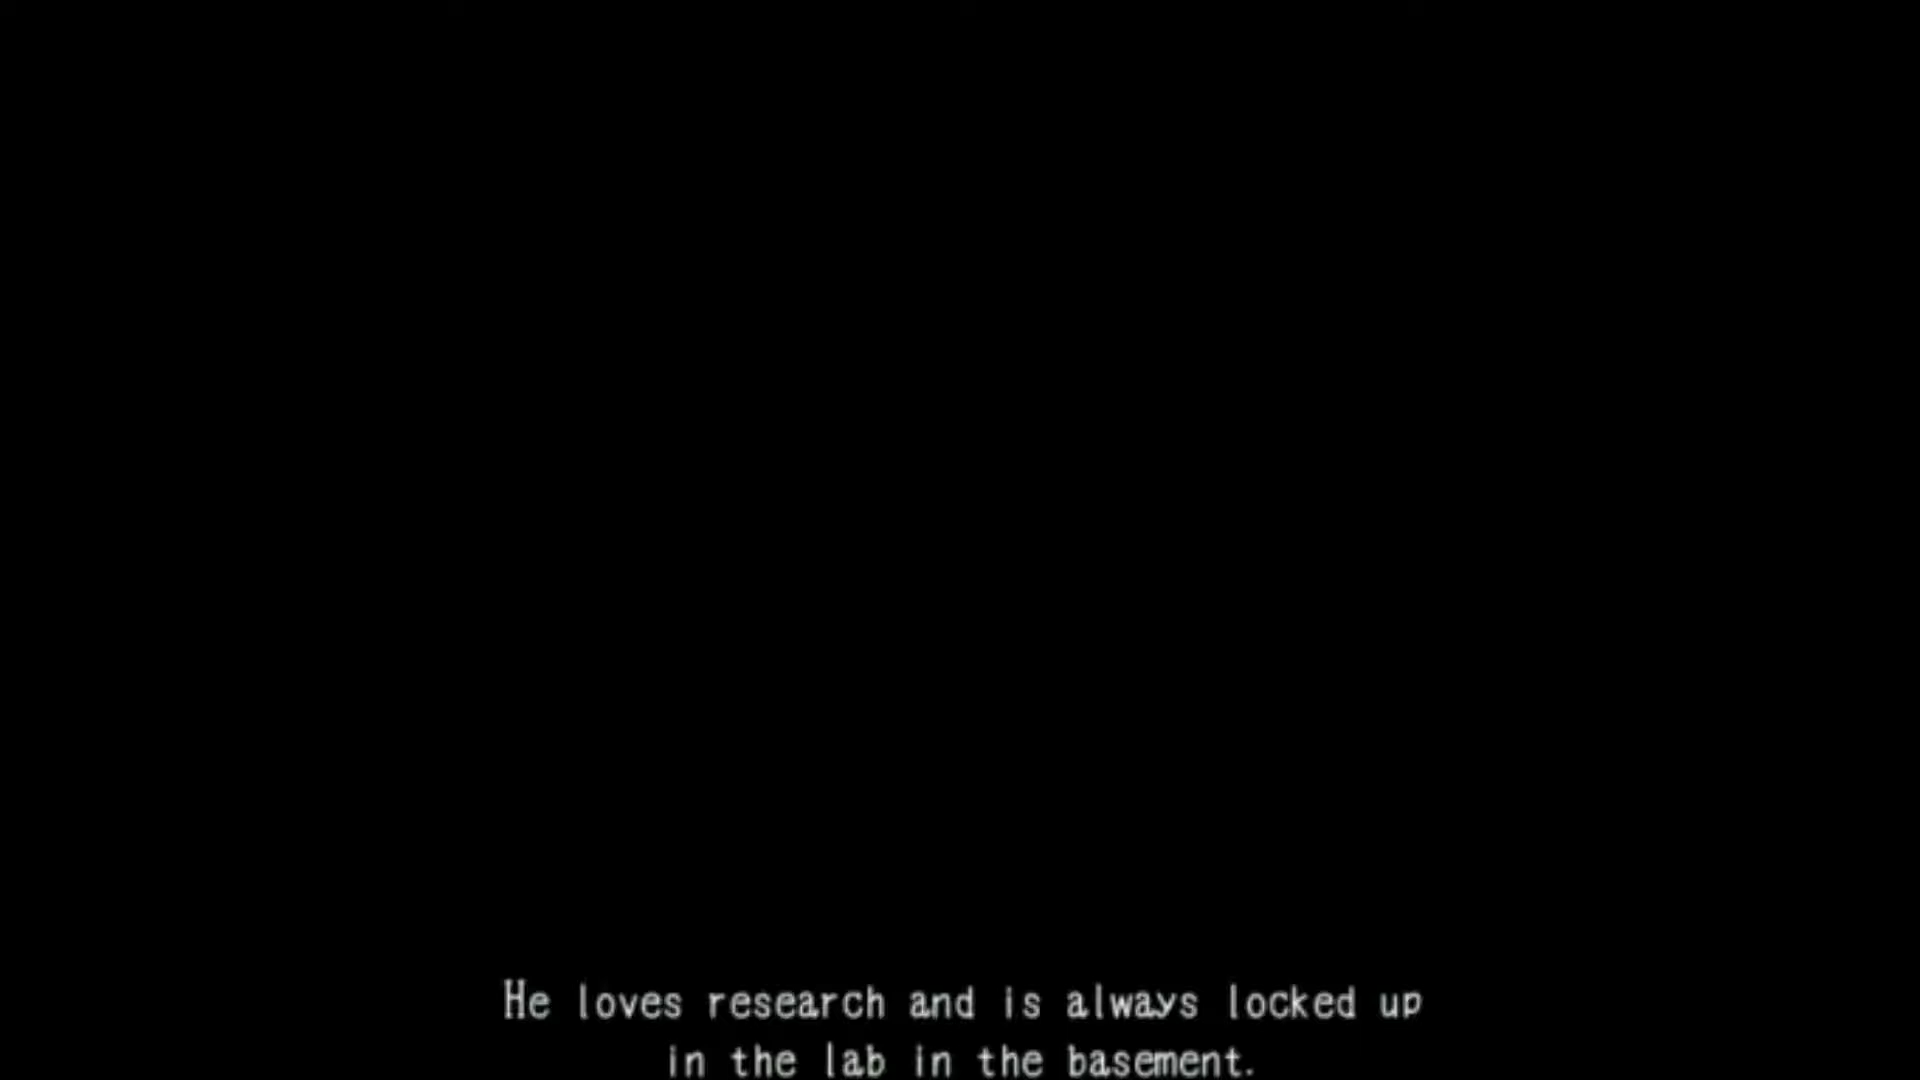 He loves research and is always locked up
in the lab in the basement.